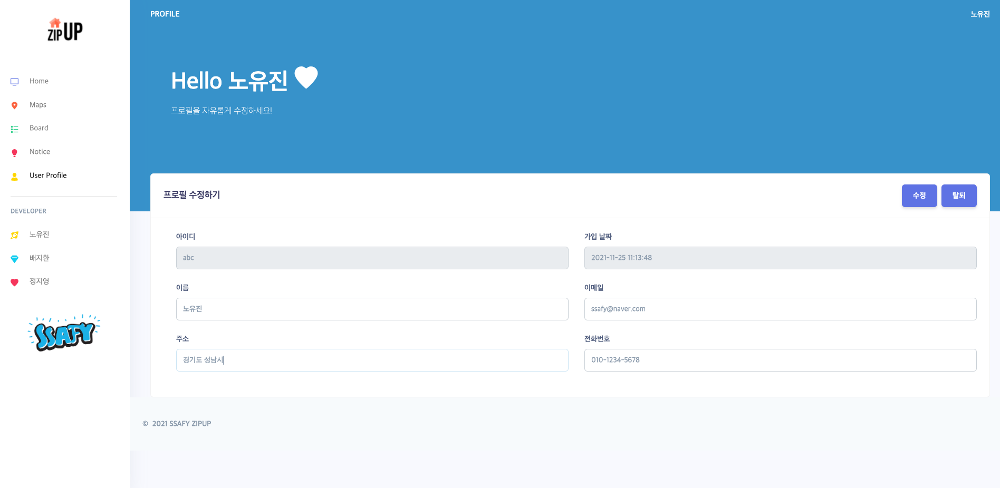 ZIP UP
Home
Maps
Board
Notice
User Profile
DEVELOPER
노유진
배지환
정지영
SSAFY
PROFILE
노유진
Hello 노유진
프로필을 자유롭게 수정하세요!
프로필 수정하기
수정
탈퇴
아이디
abc
가입 날짜
2021-11-25 11:13:48
이름
노유진
이메일
ssafy@naver.com
주소
경기도 성남시
전화번호
010-1234-5678
© 2021 SSAFY ZIPUP